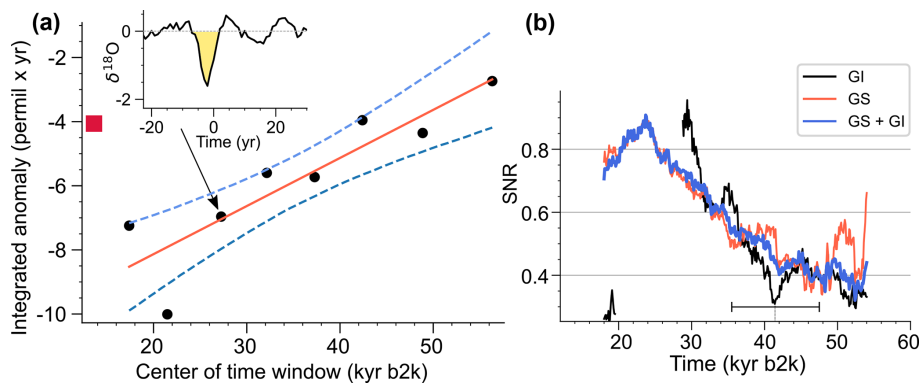 (a)
δ18O
0
-2
-20
0
20
Time (yr)
Integrated anomaly (permil x yr)
-2
-4
-6
-8
-10
20
30
40
50
Center of time window (kyr b2k)
(b)
GI
GS
GS + GI
SNR
0.8
0.6
0.4
20
30
40
50
60
Time (kyr b2k)